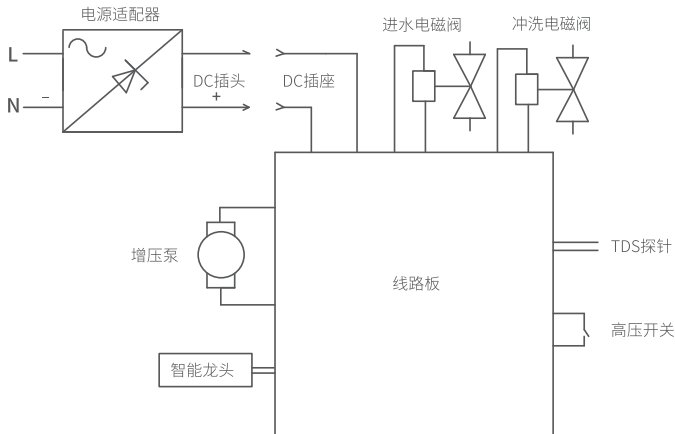 电源适配器
进水电磁阀
冲洗电磁阀
L
DC插头
DC插座
N
−
+
增压泵
TDS探针
线路板
高压开关
智能龙头